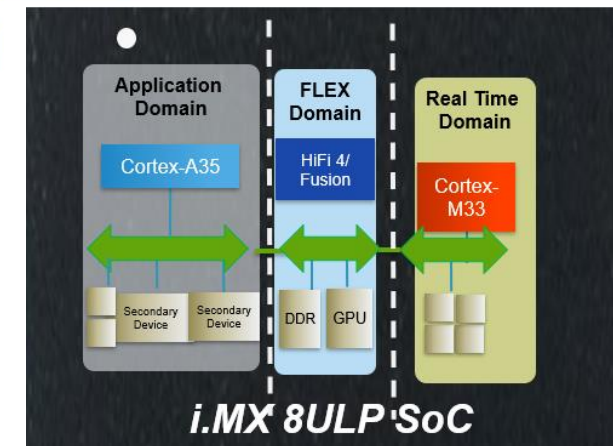 Application
Domain
Cortex-A35
Secondary
Device
Secondary
Device
FLEX
Domain
HiFi 4/
Fusion
DDR
GPU
Real Time
Domain
Cortex-
M33
i.MX 8ULP SoC